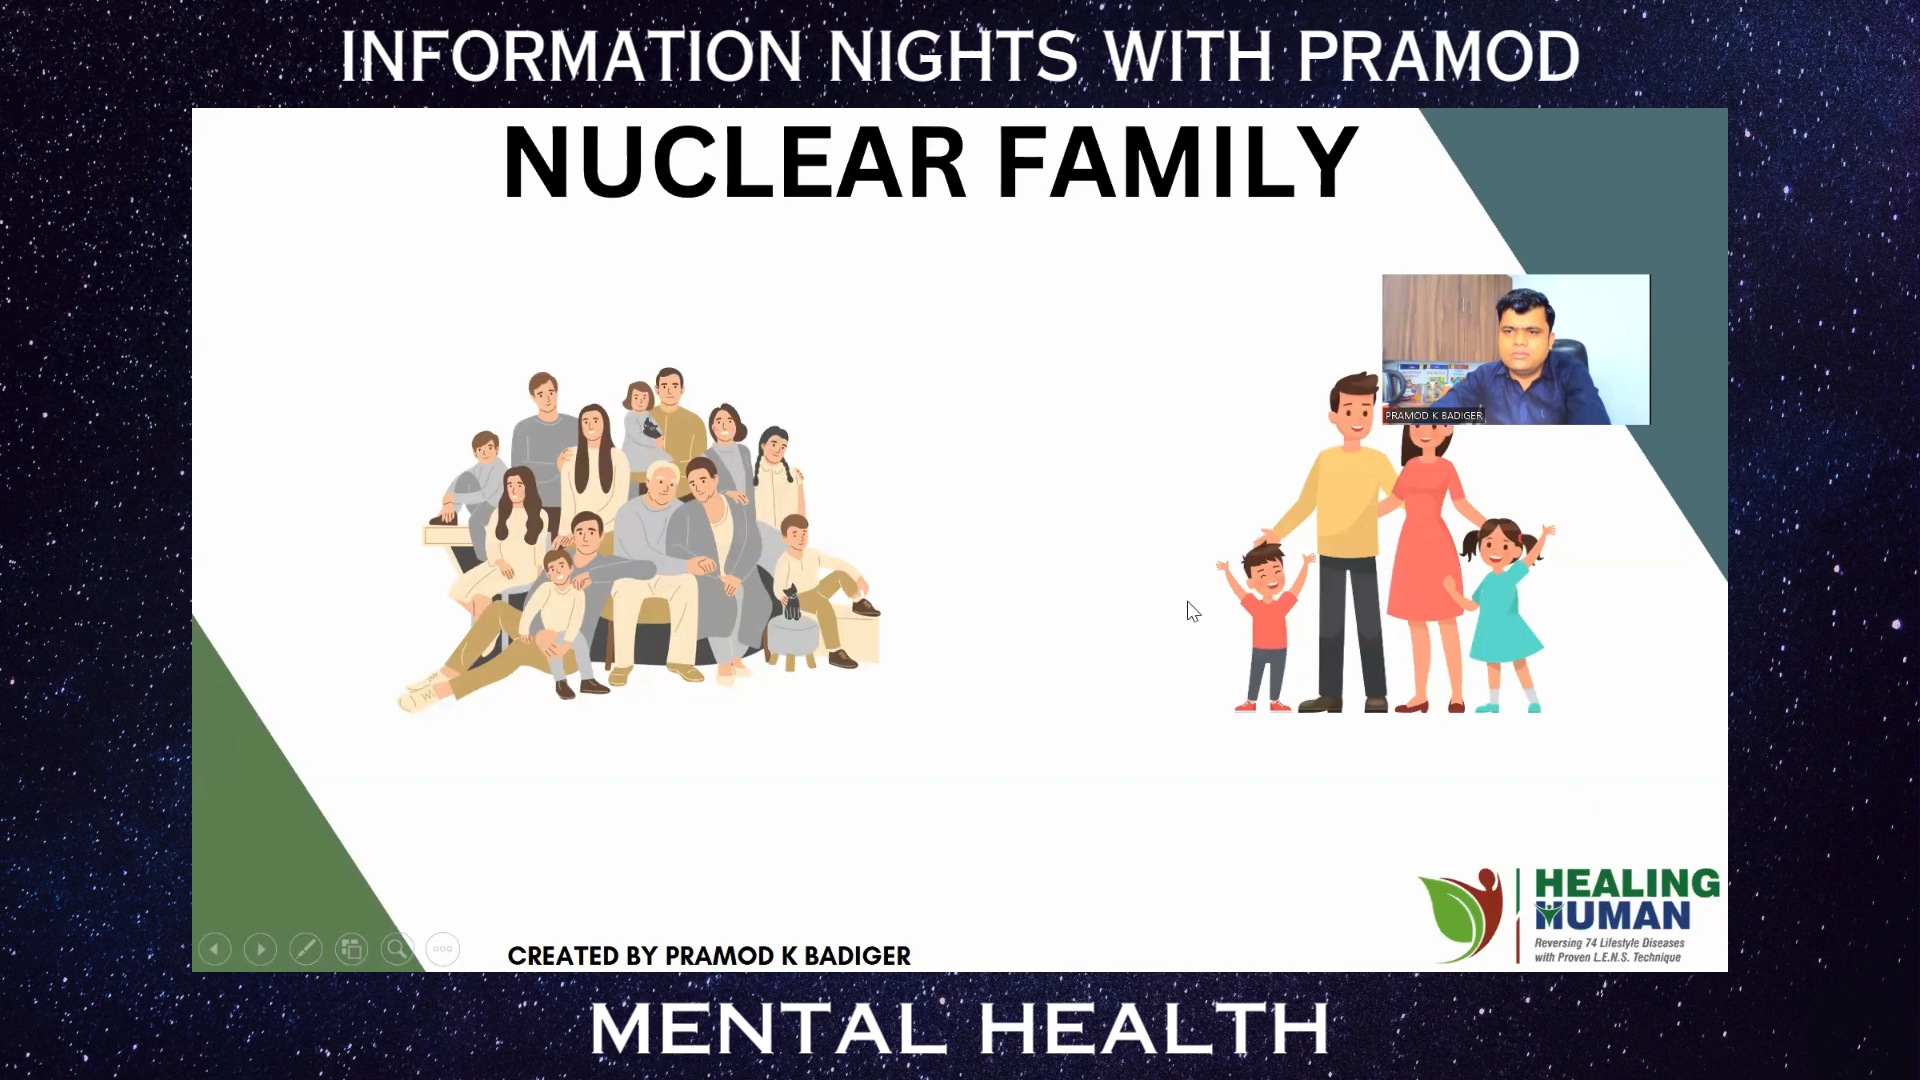 INFORMATION NIGHTS WITH PRAMOD
NUCLEAR FAMILY
PRAMOD K BADIGER
HEALING
HUMAN
Reversing 74 Lifestyle Diseases
with Proven L.E.N.S. Technique
CREATED BY PRAMOD K BADIGER
MENTAL HEALTH